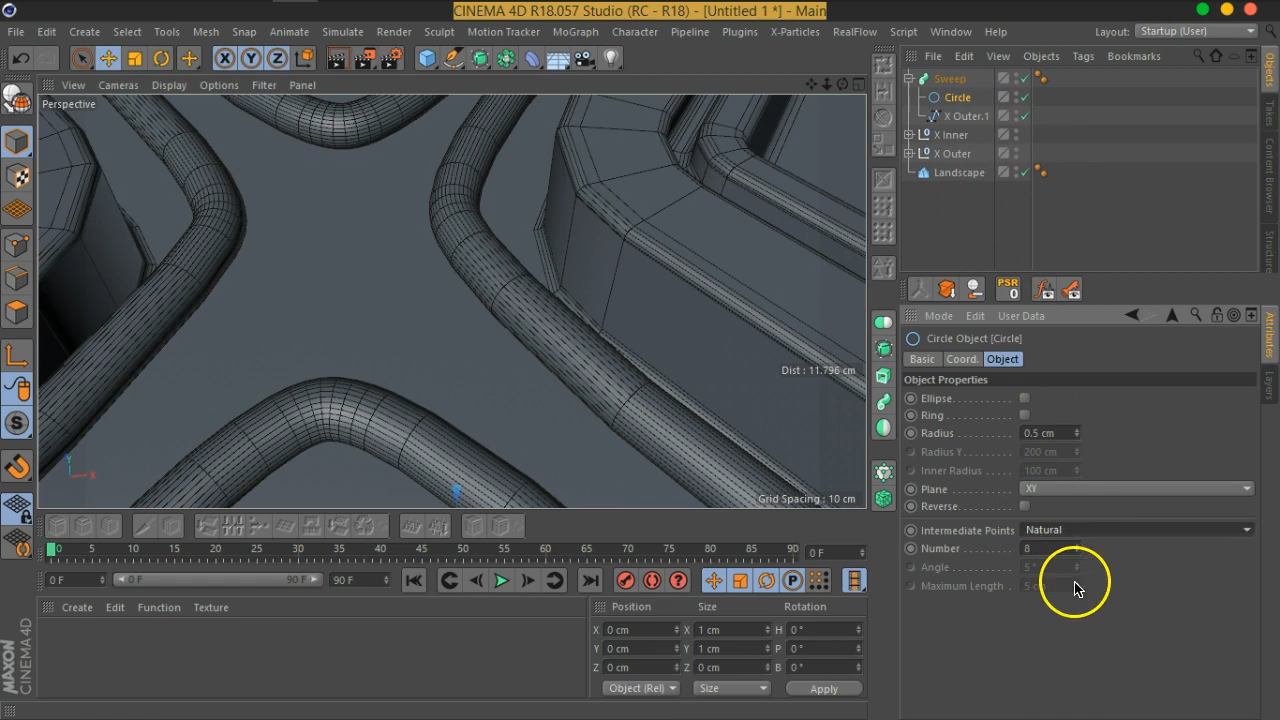 CINEMA 4D R18.057 Studio (RC - R18) - [Untitled 1 *] - Main
File Edit Create Select Tools Mesh Snap Animate Simulate Render Sculpt Motion Tracker MoGraph Character Pipeline Plugins X-Particles RealFlow Script Window Help Layout: Startup (User)
X Y Z
File Edit View Objects Tags Bookmarks
View Cameras Display Options Filter Panel
Perspective
Sweep
Circle
X Outer.1
X Inner
X Outer
Landscape
Objects
Takes
Content Browser
Structure
PSR
0
Mode Edit User Data
Circle Object [Circle]
Basic Coord. Object
Object Properties
Ellipse
Ring
Radius 0.5 cm
Radius Y 200 cm
Inner Radius 100 cm
Plane XY
Reverse
Intermediate Points Natural
Number 8
Angle 5 °
Maximum Length
Attributes
Layers
Dist : 11.796 cm
Grid Spacing : 10 cm
Y
X
S
0 5 10 15 20 25 30 35 40 45 50 55 60 65 70 75 80 85 90 0 F
0 F 0 F 90 F 90 F
P
Create Edit Function Texture
Position Size Rotation
X 0 cm X 1 cm H 0 °
Y 0 cm Y 1 cm P 0 °
Z 0 cm Z 0 cm B 0 °
Object (Rel) Size Apply
MAXON
CINEMA 4D